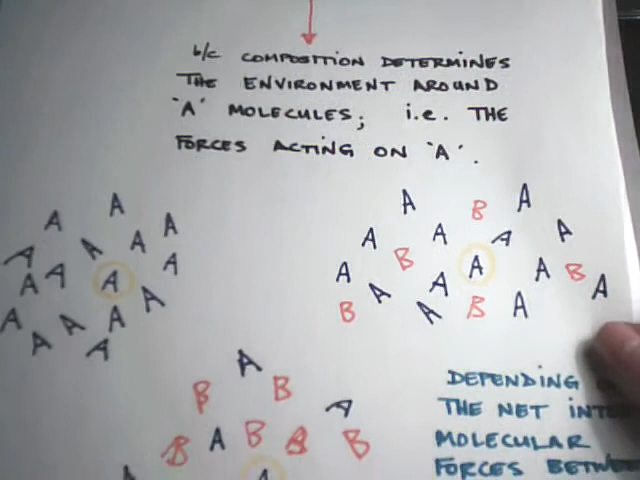 b/c COMPOSITION DETERMINES
THE ENVIRONMENT AROUND
'A' MOLECULES; i.e. THE
FORCES ACTING ON 'A'.
A A A
A A A
A A A A
A A A A
A A
A B A
A A A A
A B A A B A
B A A A B A
A
B B
A
B A B B B
A A
DEPENDING
THE NET
MOLECULAR
FORCES